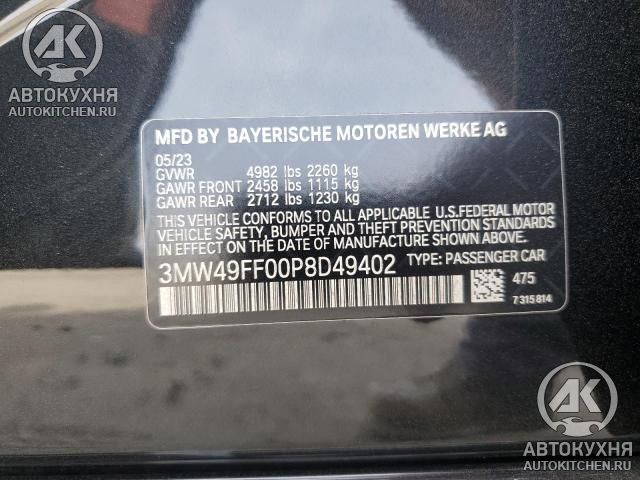 AK
АВТОКУХНЯ
AUTOKITCHEN.RU
MFD BY BAYERISCHE MOTOREN WERKE AG
05/23
GVWR 4982 lbs 2260 kg
GAWR FRONT 2458 lbs 1115 kg
GAWR REAR 2712 lbs 1230 kg
THIS VEHICLE CONFORMS TO ALL APPLICABLE U.S.FEDERAL MOTOR
VEHICLE SAFETY, BUMPER AND THEFT PREVENTION STANDARDS
IN EFFECT ON THE DATE OF MANUFACTURE SHOWN ABOVE
3MW49FF00P8D49402 TYPE: PASSENGER CAR
475
7 315 814
AK
АВТОКУХНЯ
AUTOKITCHEN.RU